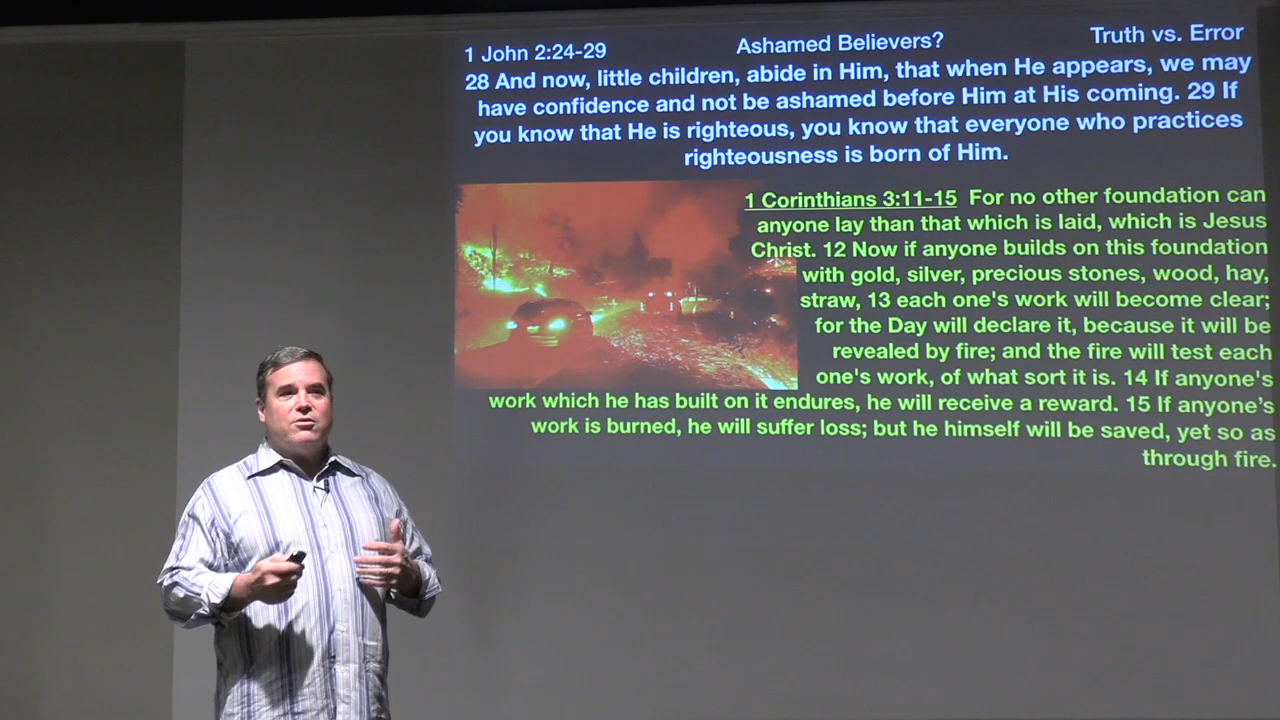 1 John 2:24-29 Ashamed Believers? Truth vs. Error
28 And now, little children, abide in Him, that when He appears, we may
have confidence and not be ashamed before Him at His coming. 29 If
you know that He is righteous, you know that everyone who practices
righteousness is born of Him.
1 Corinthians 3:11-15 For no other foundation can
anyone lay than that which is laid, which is Jesus
Christ. 12 Now if anyone builds on this foundation
with gold, silver, precious stones, wood, hay,
straw, 13 each one's work will become clear;
for the Day will declare it, because it will be
revealed by fire; and the fire will test each
one's work, of what sort it is. 14 If anyone's
work which he has built on it endures, he will receive a reward. 15 If anyone's
work is burned, he will suffer loss; but he himself will be saved, yet so as
through fire.